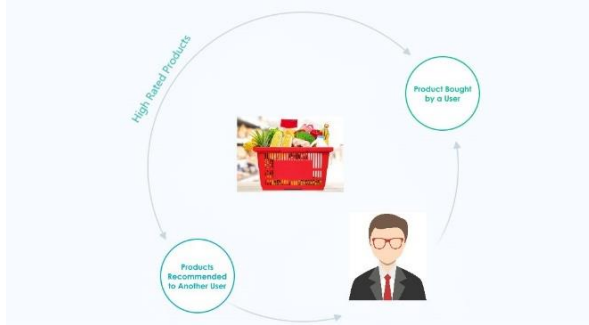 High Rated Products
Product Bought
by a User
Products
Recommended
to Another User